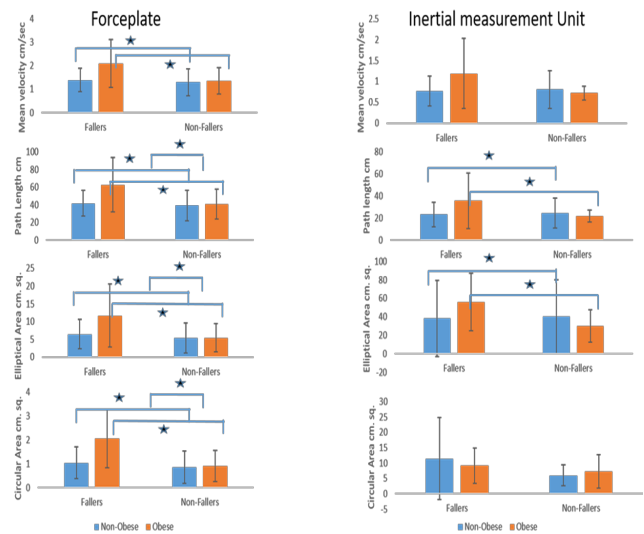 Forceplate
Mean velocity cm/sec
4
3
2
1
0
Fallers
Non-Fallers
Path Length cm
100
80
60
40
20
0
Fallers
Non-Fallers
Elliptical Area cm. sq.
25
20
15
10
5
0
Fallers
Non-Fallers
Circular Area cm. sq.
4
3
2
1
0
Fallers
Non-Fallers
Non-Obese
Obese
Inertial measurement Unit
Mean velocity cm/sec
2.5
2
1.5
1
0.5
0
Fallers
Non-Fallers
Path length cm
80
60
40
20
0
Fallers
Non-Fallers
Elliptical Area cm. sq.
100
80
60
40
20
0
-20
Fallers
Non-Fallers
Circular Area cm. sq.
30
25
20
15
10
5
0
-5
Fallers
Non-Fallers
Non-Obese
Obese